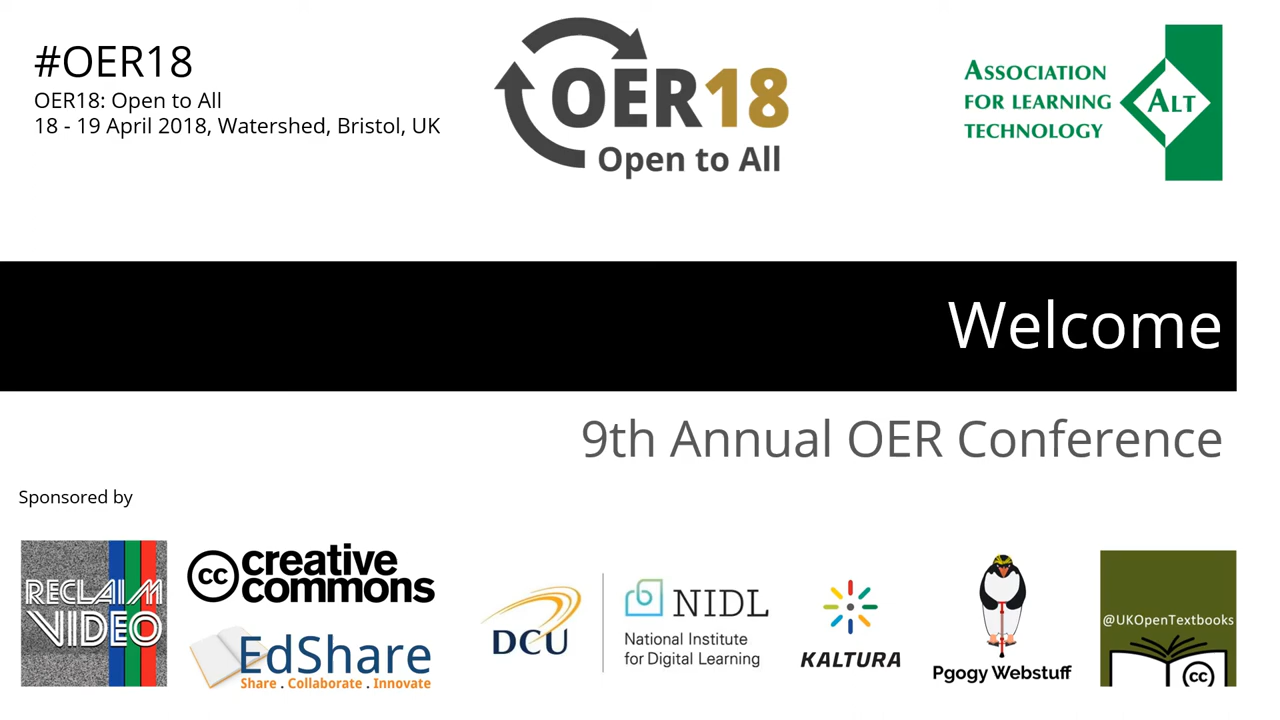 #OER18
OER18: Open to All
18 - 19 April 2018, Watershed, Bristol, UK
OER18
Open to All
ASSOCIATION
FOR LEARNING
TECHNOLOGY
ALT
Welcome
9th Annual OER Conference
Sponsored by
RECLAIM
VIDEO
cc creative
commons
EdShare
Share . Collaborate . Innovate
DCU
NIDL
National Institute
for Digital Learning
KALTURA
Pgogy Webstuff
@UKOpenTextbooks
cc